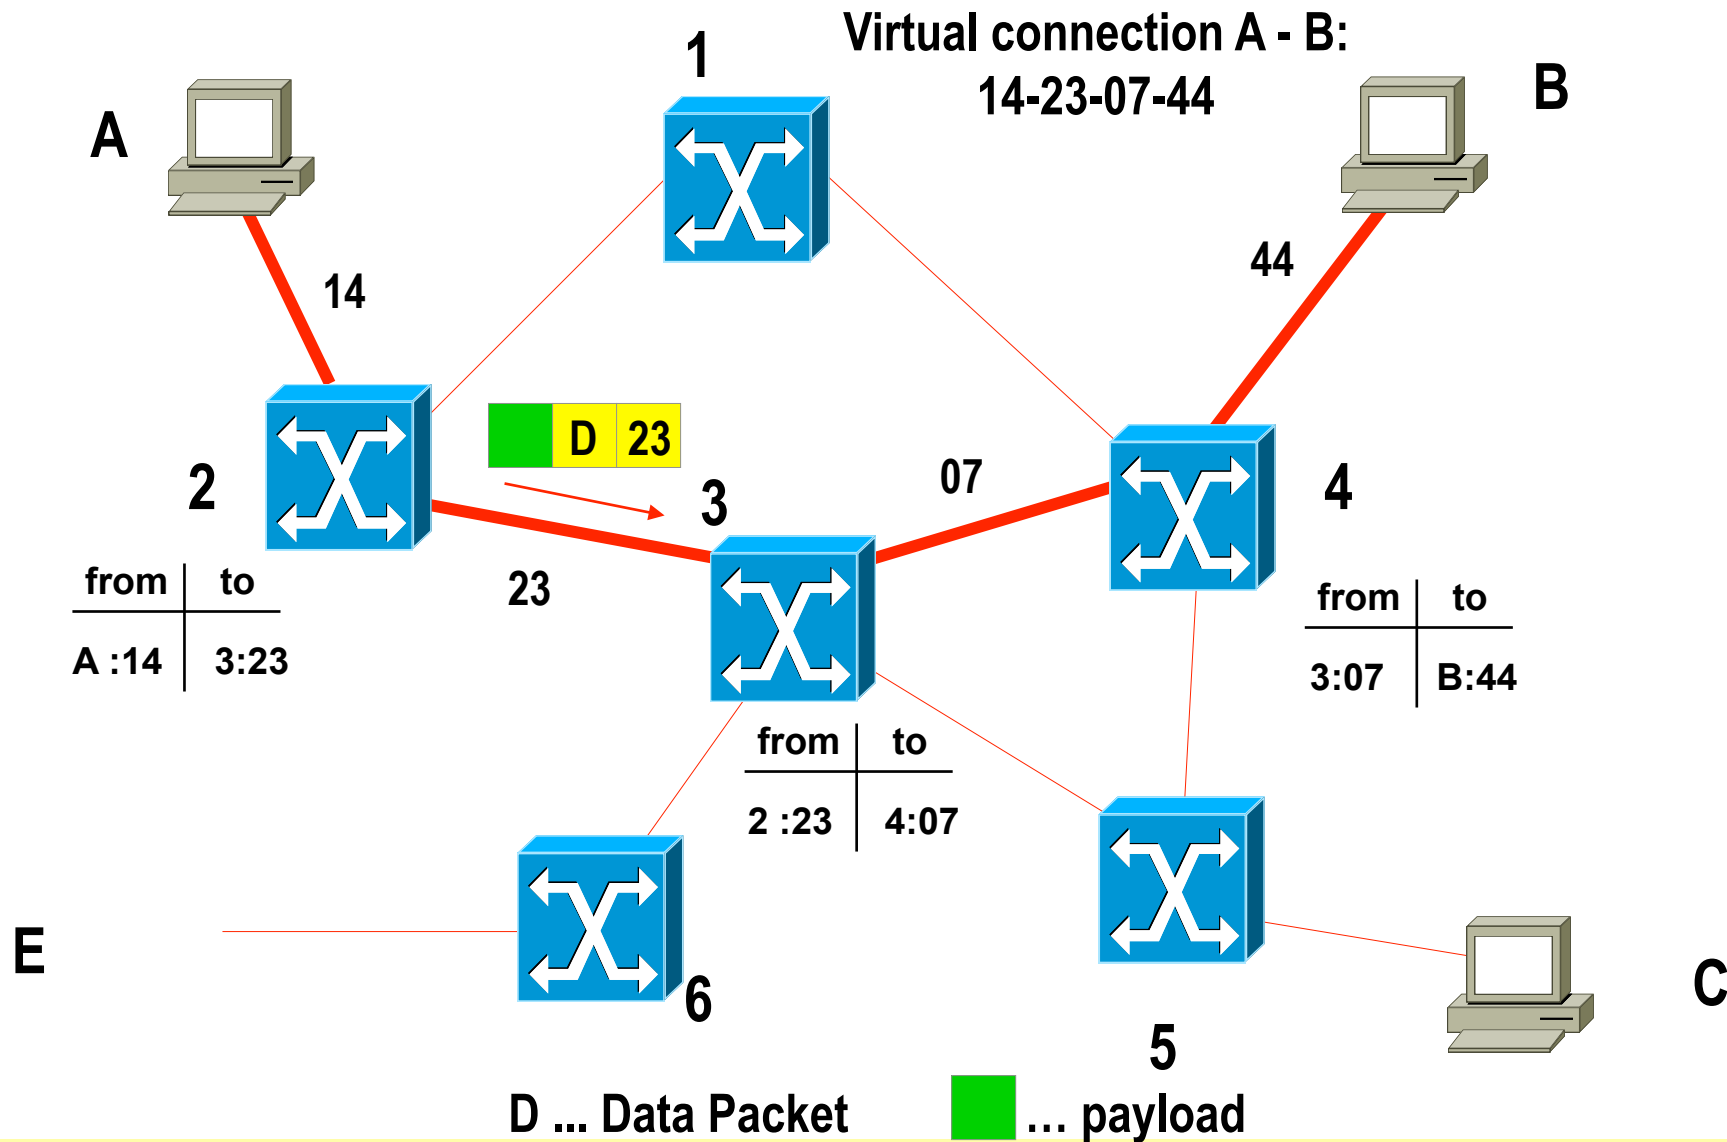 Virtual connection A - B:
14-23-07-44
1
A
B
14
44
D 23
2
3
07
4
23
from to
A :14 3:23
from to
3:07 B:44
from to
2 :23 4:07
E
6
C
5
D ... Data Packet
... payload